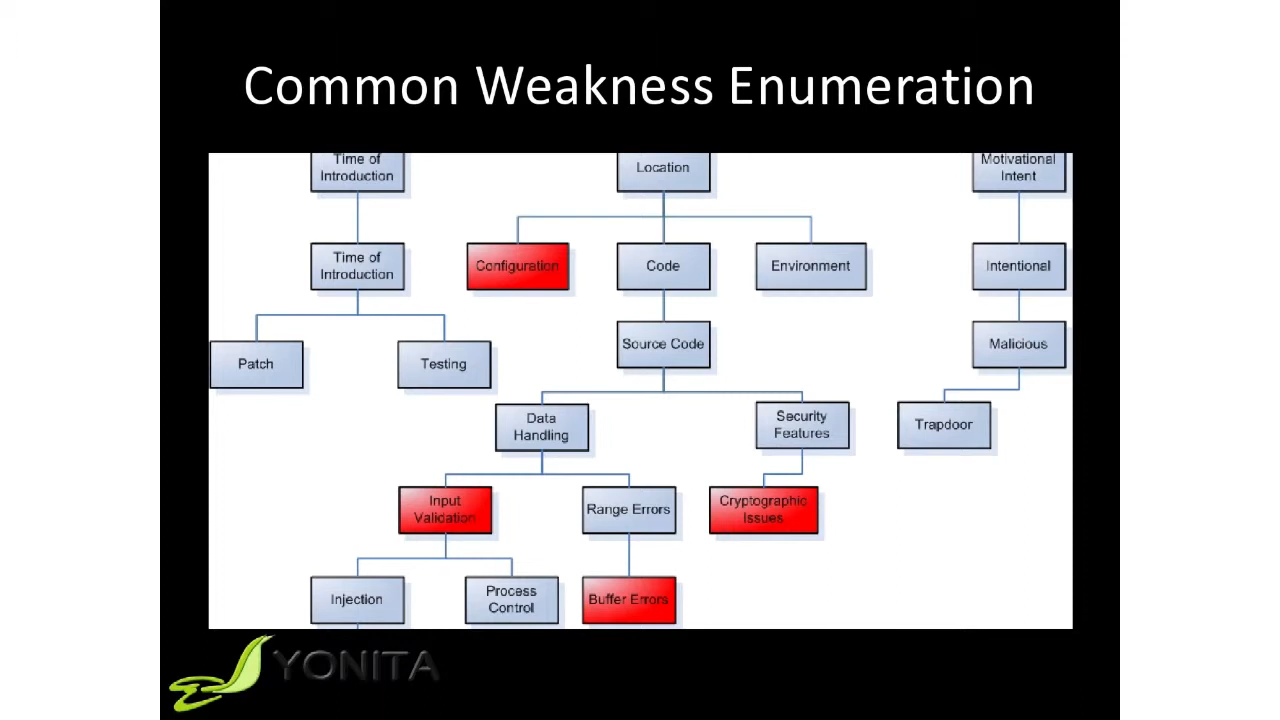 Common Weakness Enumeration
Time of
Introduction
Location
Motivational
Intent
Time of
Introduction
Configuration
Code
Environment
Intentional
Patch
Testing
Source Code
Malicious
Data
Handling
Security
Features
Trapdoor
Input
Validation
Range Errors
Cryptographic
Issues
Injection
Process
Control
Buffer Errors
YONITA